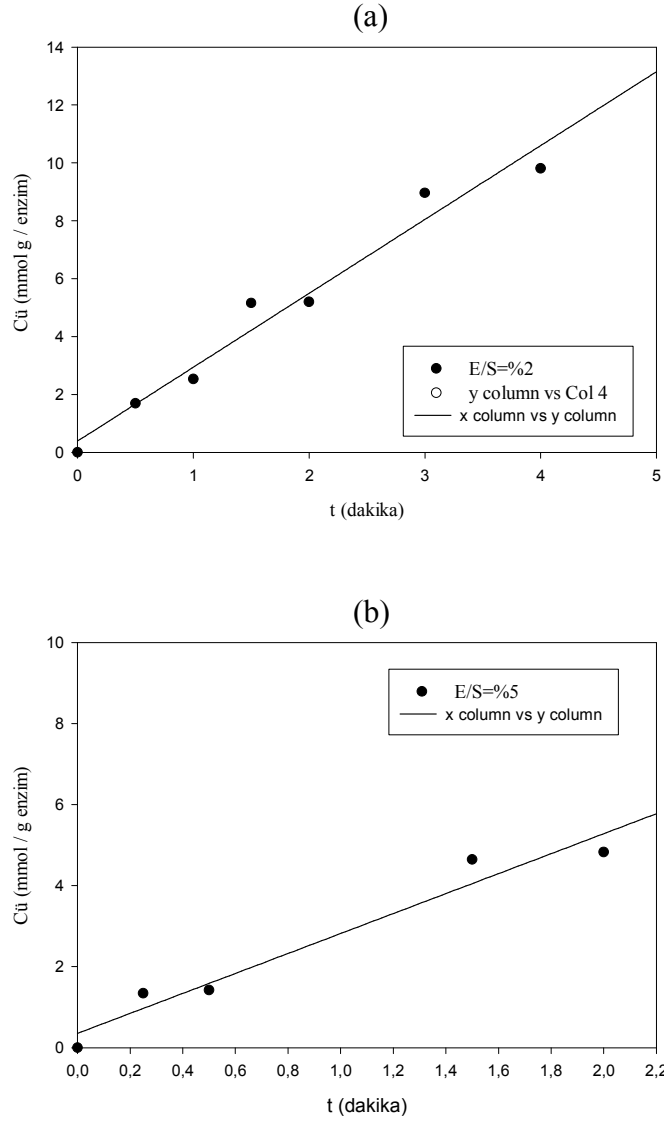 (a)
14
12
10
8
6
4
2
0
Cü (mmol g / enzim)
E/S=%2
y column vs Col 4
x column vs y column
0 1 2 3 4 5
t (dakika)
(b)
10
8
6
4
2
0
Cü (mmol / g enzim)
E/S=%5
x column vs y column
0,0 0,2 0,4 0,6 0,8 1,0 1,2 1,4 1,6 1,8 2,0 2,2
t (dakika)